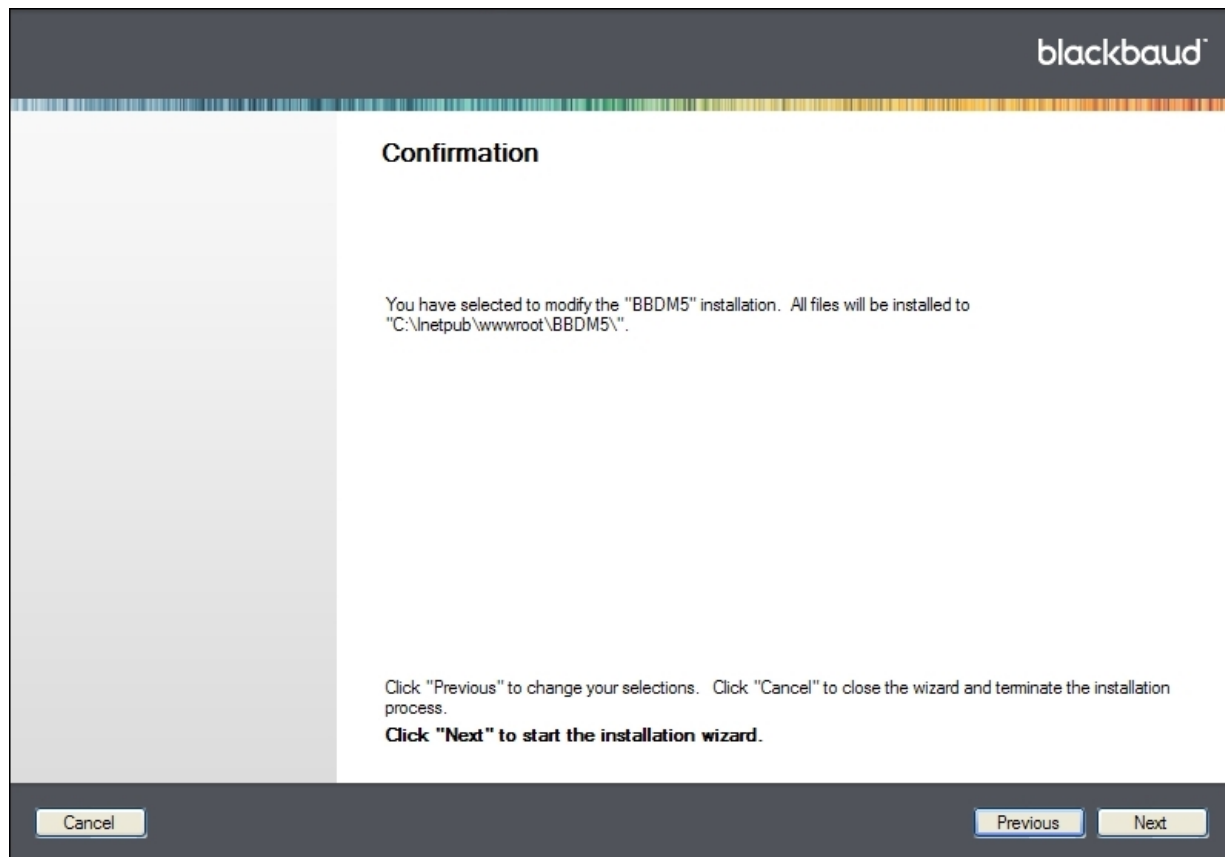 blackbaud
Confirmation
You have selected to modify the "BBDM5" installation. All files will be installed to
"C:\Inetpub\wwwroot\BBDM5\".
Click "Previous" to change your selections. Click "Cancel" to close the wizard and terminate the installation
process.
Click "Next" to start the installation wizard.
Cancel
Previous
Next